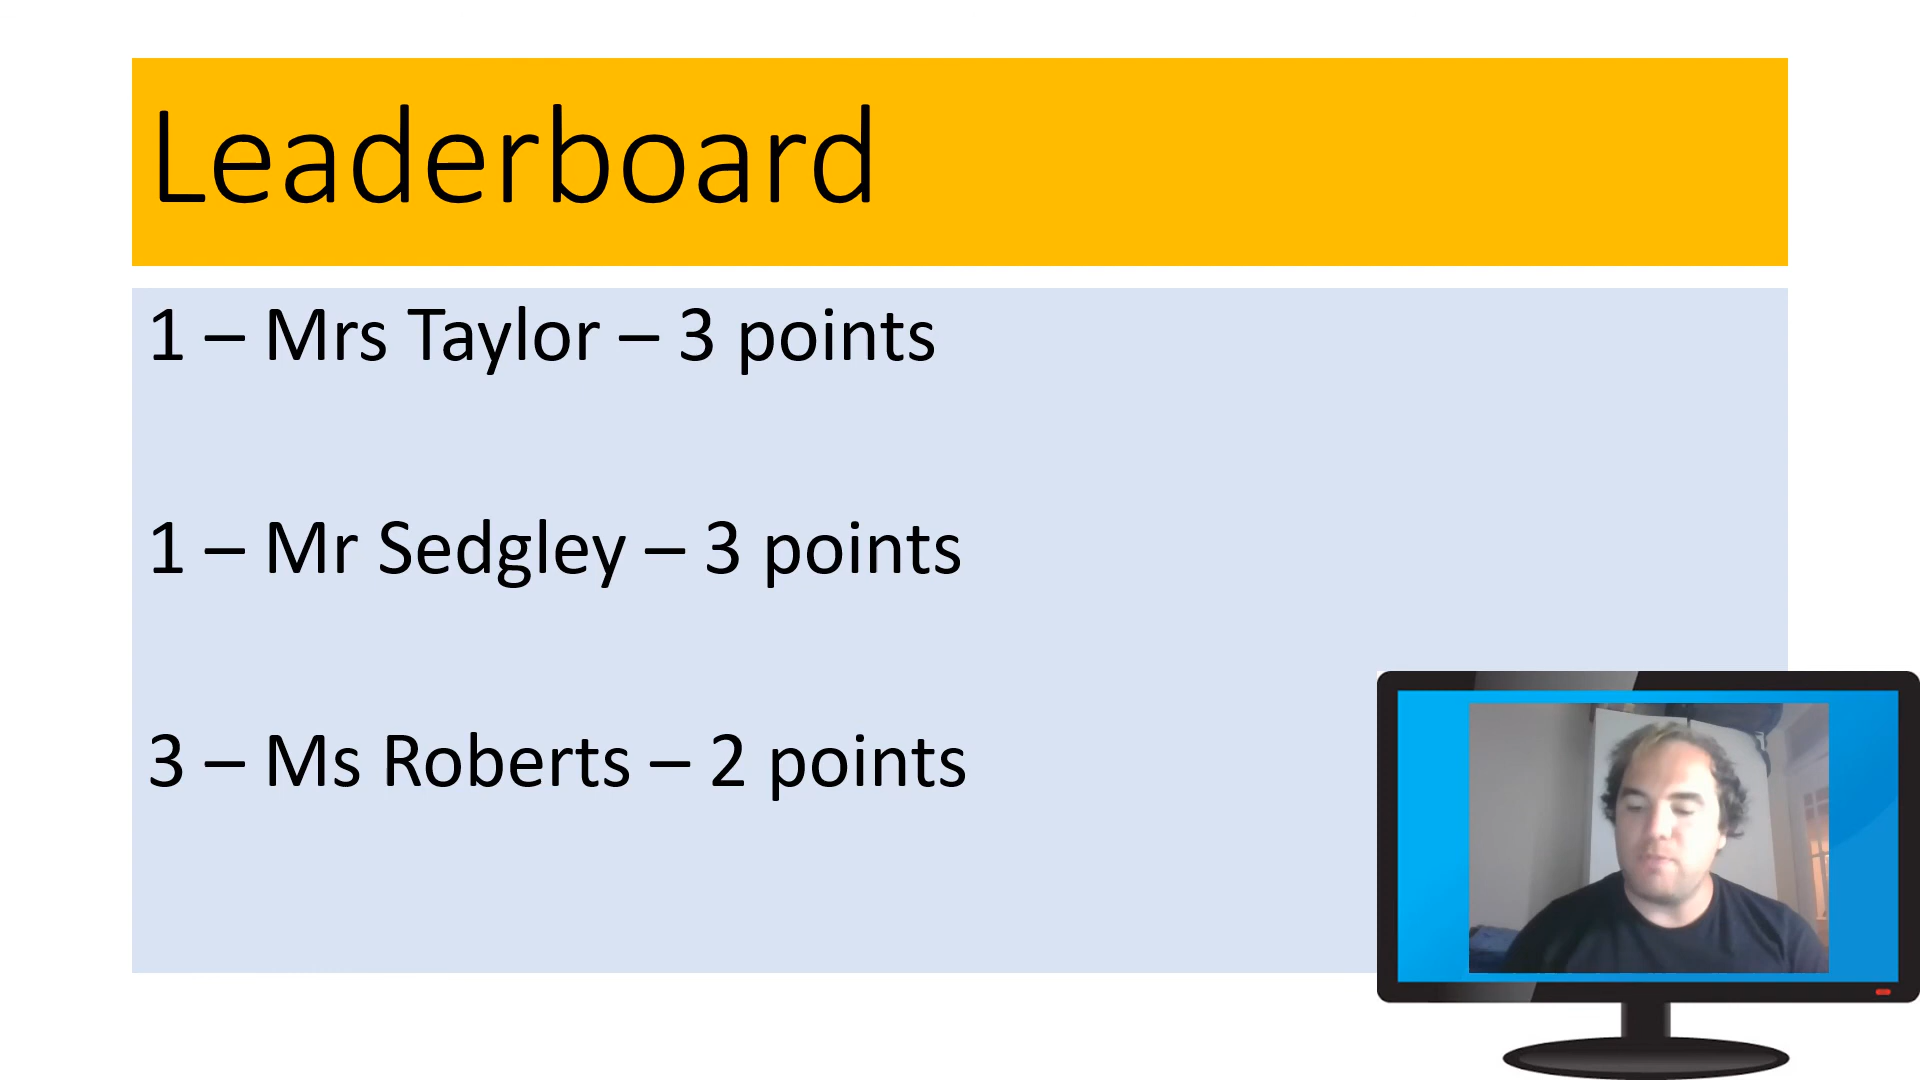 Leaderboard
1 – Mrs Taylor – 3 points
1 – Mr Sedgley – 3 points
3 – Ms Roberts – 2 points